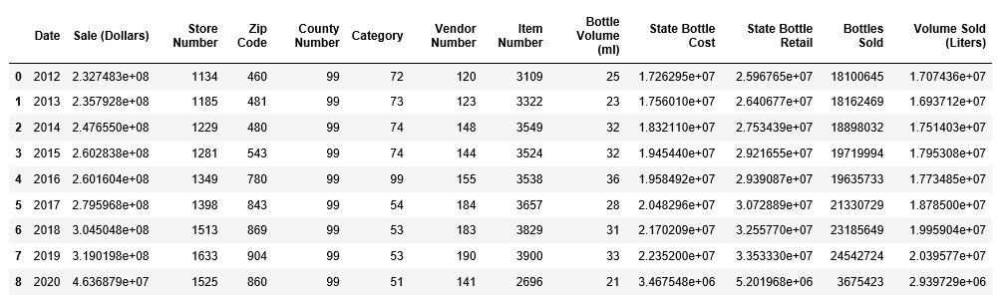 Date Sale (Dollars) Store Number Zip Code County Number Category Vendor Number Item Number Bottle Volume (ml) State Bottle Cost State Bottle Retail Bottles Sold Volume Sold (Liters)
0 2012 2.327483e+08 1134 460 99 72 120 3109 25 1.726295e+07 2.596765e+07 18100645 1.707436e+07
1 2013 2.357928e+08 1185 481 99 73 123 3322 23 1.756010e+07 2.640677e+07 18162469 1.693712e+07
2 2014 2.476550e+08 1229 480 99 74 148 3549 32 1.832110e+07 2.753439e+07 18898032 1.751403e+07
3 2015 2.602838e+08 1281 543 99 74 144 3524 32 1.945440e+07 2.921655e+07 19719994 1.795308e+07
4 2016 2.601604e+08 1349 780 99 99 155 3538 36 1.958492e+07 2.939087e+07 19635733 1.773485e+07
5 2017 2.795968e+08 1398 843 99 54 184 3657 28 2.048296e+07 3.072889e+07 21330729 1.878500e+07
6 2018 3.045048e+08 1513 869 99 53 183 3829 31 2.170209e+07 3.255770e+07 23185649 1.995904e+07
7 2019 3.190198e+08 1633 904 99 53 190 3900 33 2.235200e+07 3.353330e+07 24542724 2.039577e+07
8 2020 4.636879e+07 1525 860 99 51 141 2696 21 3.467548e+06 5.201968e+06 3675423 2.939729e+06